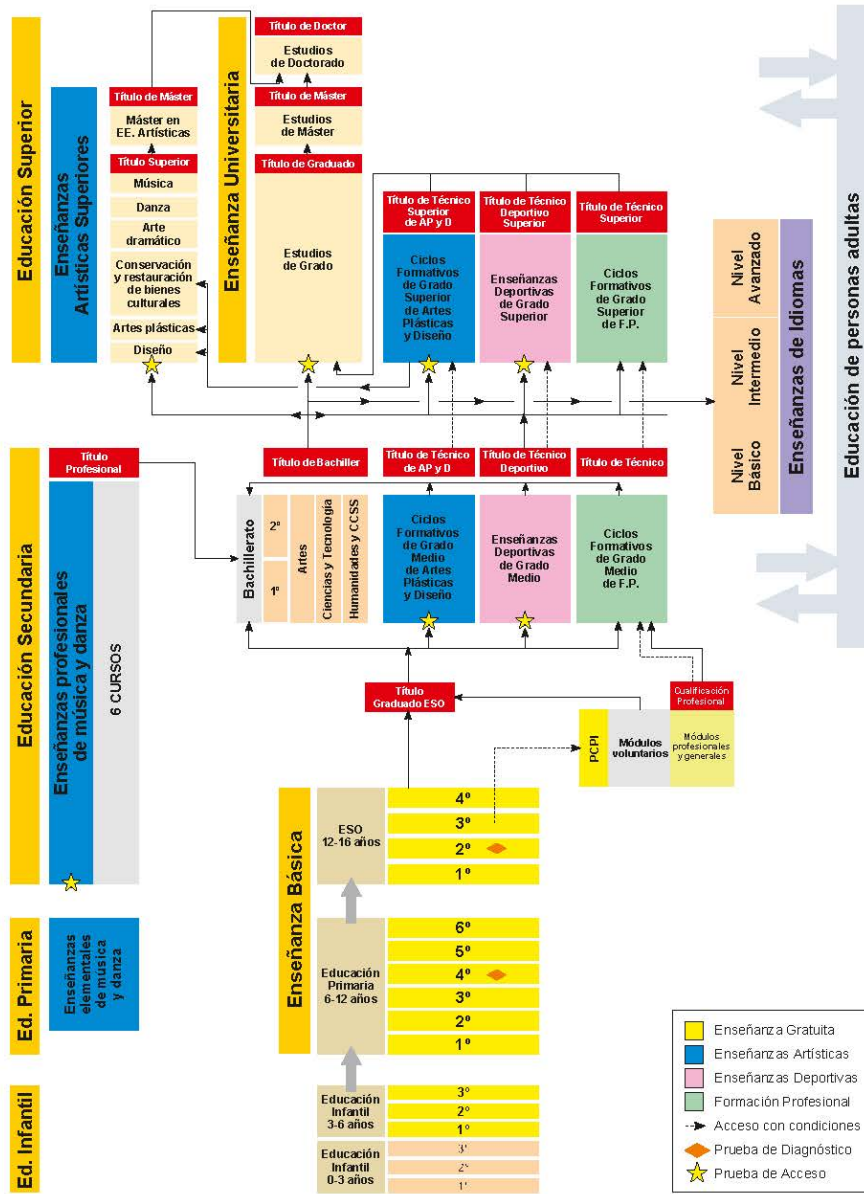 Educación Superior
Enseñanzas
Artísticas Superiores
Título de Máster
Máster en
EE. Artísticas
Título Superior
Música
Danza
Arte
dramático
Conservación
y restauración
de bienes
culturales
Artes plásticas
Diseño
Enseñanza Universitaria
Título de Doctor
Estudios
de Doctorado
Título de Máster
Estudios
de Máster
Título de Graduado
Estudios
de Grado
Título de Técnico
Superior
de AP y D
Ciclos
Formativos
de Grado
Superior
de Artes
Plásticas
y Diseño
Título de Técnico
Deportivo
Superior
Enseñanzas
Deportivas
de Grado
Superior
Título de Técnico
Superior
Ciclos
Formativos
de Grado
Superior
de F.P.
Nivel
Avanzado
Nivel
Intermedio
Nivel
Básico
Enseñanzas de Idiomas
Educación de personas adultas
Educación Secundaria
Enseñanzas profesionales
de música y danza
6 CURSOS
Título
Profesional
Bachillerato
2º
1º
Artes
Ciencias y Tecnología
Humanidades y CCSS
Título de Bachiller
Título de Técnico
de AP y D
Ciclos
Formativos
de Grado
Medio
de Artes
Plásticas
y Diseño
Título de Técnico
Deportivo
Enseñanzas
Deportivas
de Grado
Medio
Título de Técnico
Ciclos
Formativos
de Grado
Medio
de F.P.
Título
Graduado ESO
Cualificación
Profesional
PCPI
Módulos
voluntarios
Módulos
profesionales
y generales
Enseñanza Básica
ESO
12-16 años
4º
3º
2º
1º
Ed. Primaria
Enseñanzas
elementales
de música
y danza
Educación
Primaria
6-12 años
6º
5º
4º
3º
2º
1º
Ed. Infantil
Educación
Infantil
3-6 años
3º
2º
1º
Educación
Infantil
0-3 años
3º
2º
1º
Enseñanza Gratuita
Enseñanzas Artísticas
Enseñanzas Deportivas
Formación Profesional
Acceso con condiciones
Prueba de Diagnóstico
Prueba de Acceso